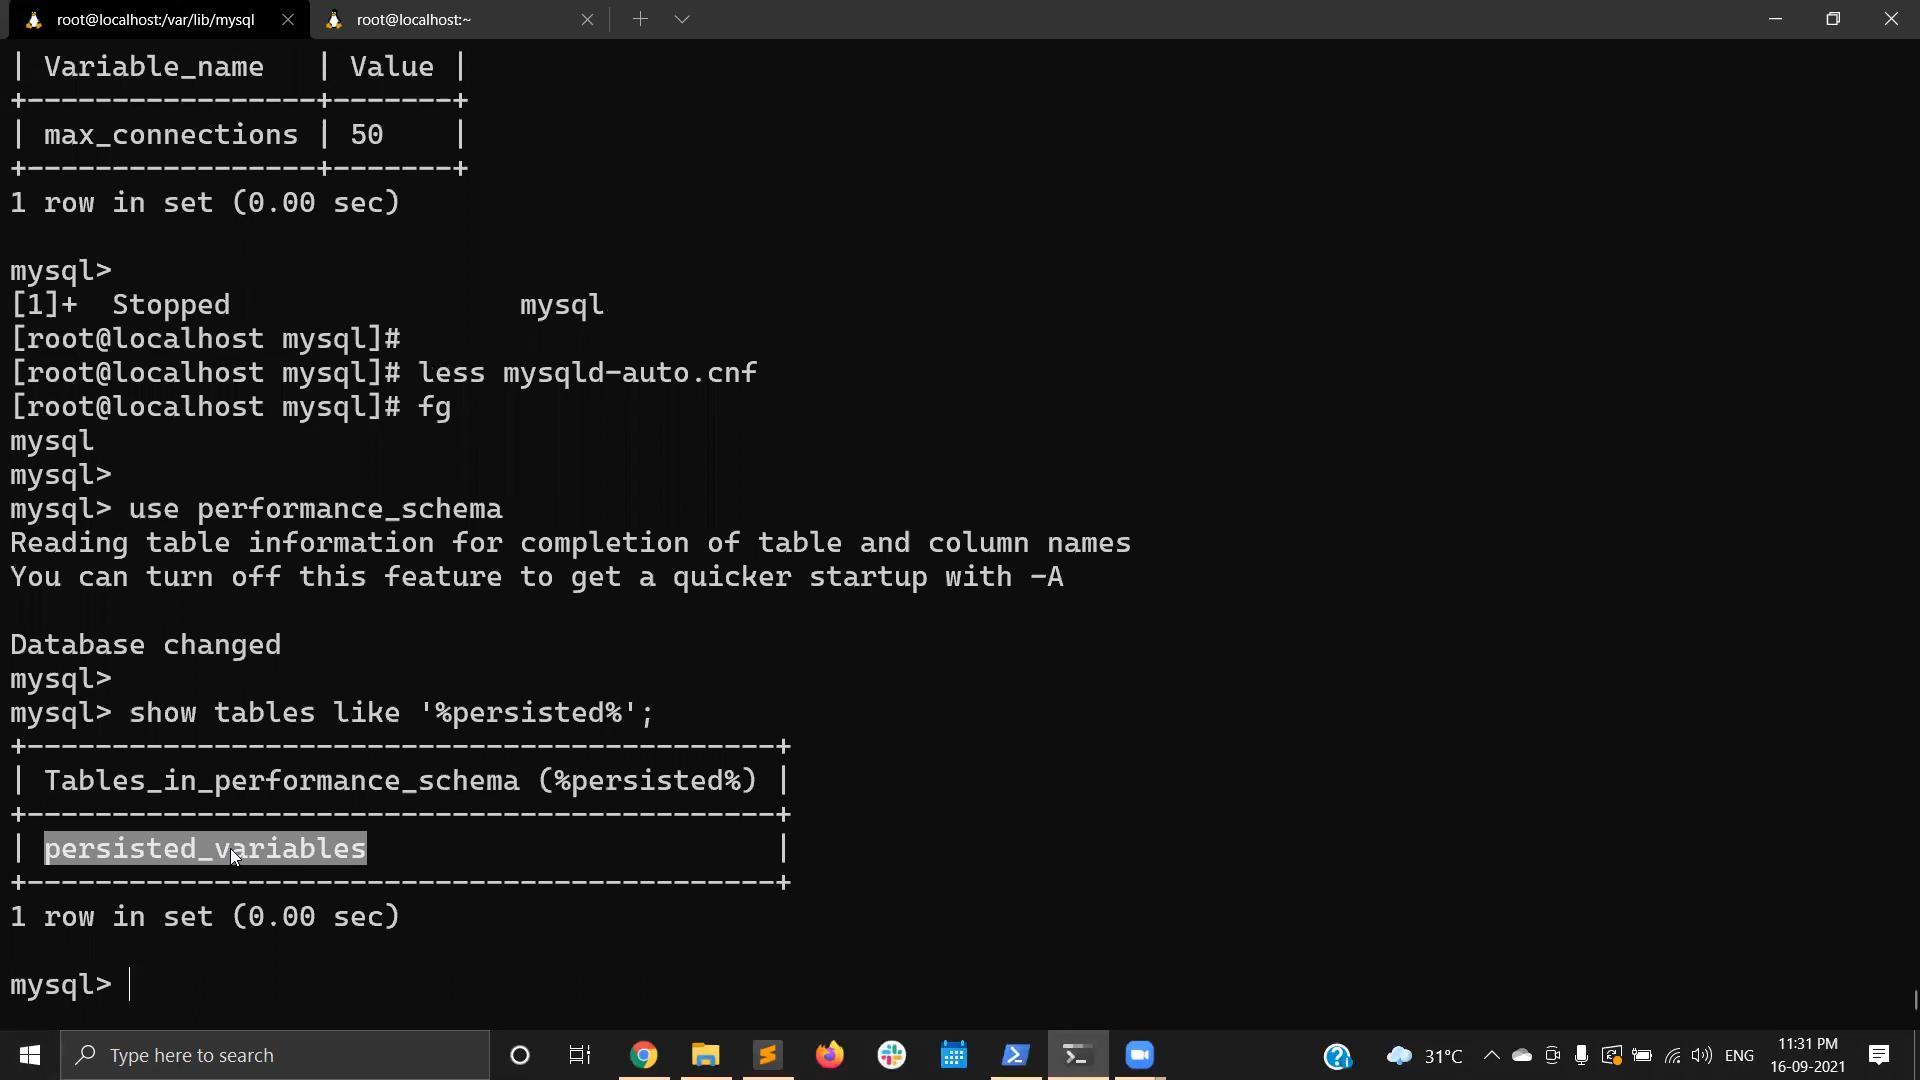 root@localhost:/var/lib/mysql
root@localhost:~
| Variable_name   | Value |
+-----------------+-------+
| max_connections | 50    |
+-----------------+-------+
1 row in set (0.00 sec)
mysql>
[1]+  Stopped                 mysql
[root@localhost mysql]#
[root@localhost mysql]# less mysqld-auto.cnf
[root@localhost mysql]# fg
mysql
mysql>
mysql> use performance_schema
Reading table information for completion of table and column names
You can turn off this feature to get a quicker startup with -A
Database changed
mysql>
mysql> show tables like '%persisted%';
+--------------------------------------------+
| Tables_in_performance_schema (%persisted%) |
+--------------------------------------------+
| persisted_variables                        |
+--------------------------------------------+
1 row in set (0.00 sec)
mysql>
Type here to search
31°C
ENG
11:31 PM
16-09-2021